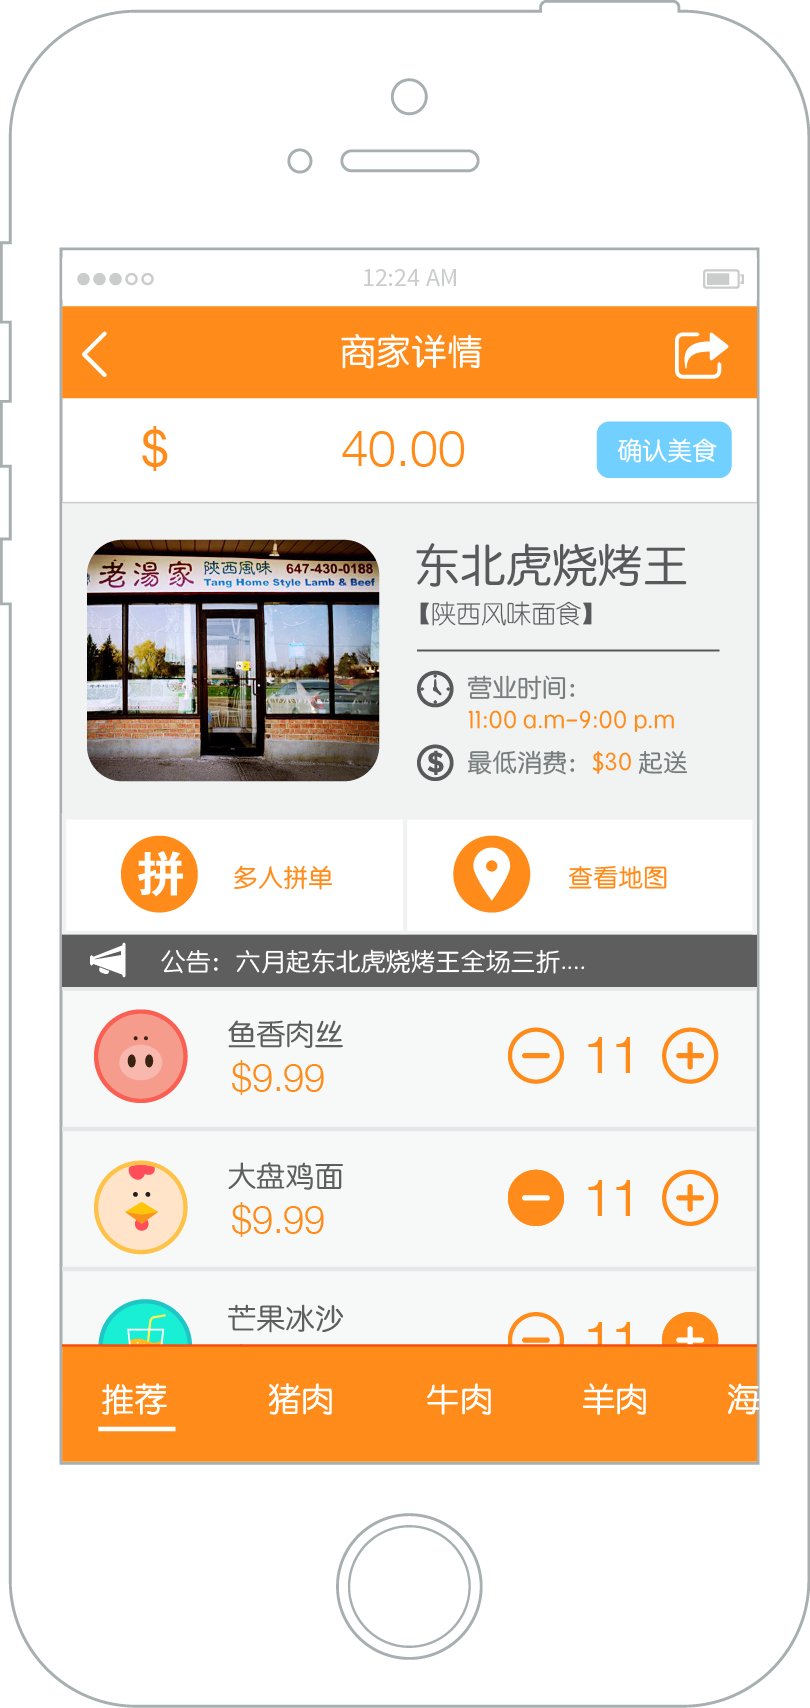 12:24 AM
商家详情
$ 40.00 确认美食
老湯家 陝西風味 647-430-0188
Tang Home Style Lamb & Beef
东北虎烧烤王
【陕西风味面食】
营业时间：
11:00 a.m-9:00 p.m
最低消费：$30 起送
拼 多人拼单 查看地图
公告：六月起东北虎烧烤王全场三折....
鱼香肉丝
$9.99
11
大盘鸡面
$9.99
11
芒果冰沙
11
推荐 猪肉 牛肉 羊肉 海